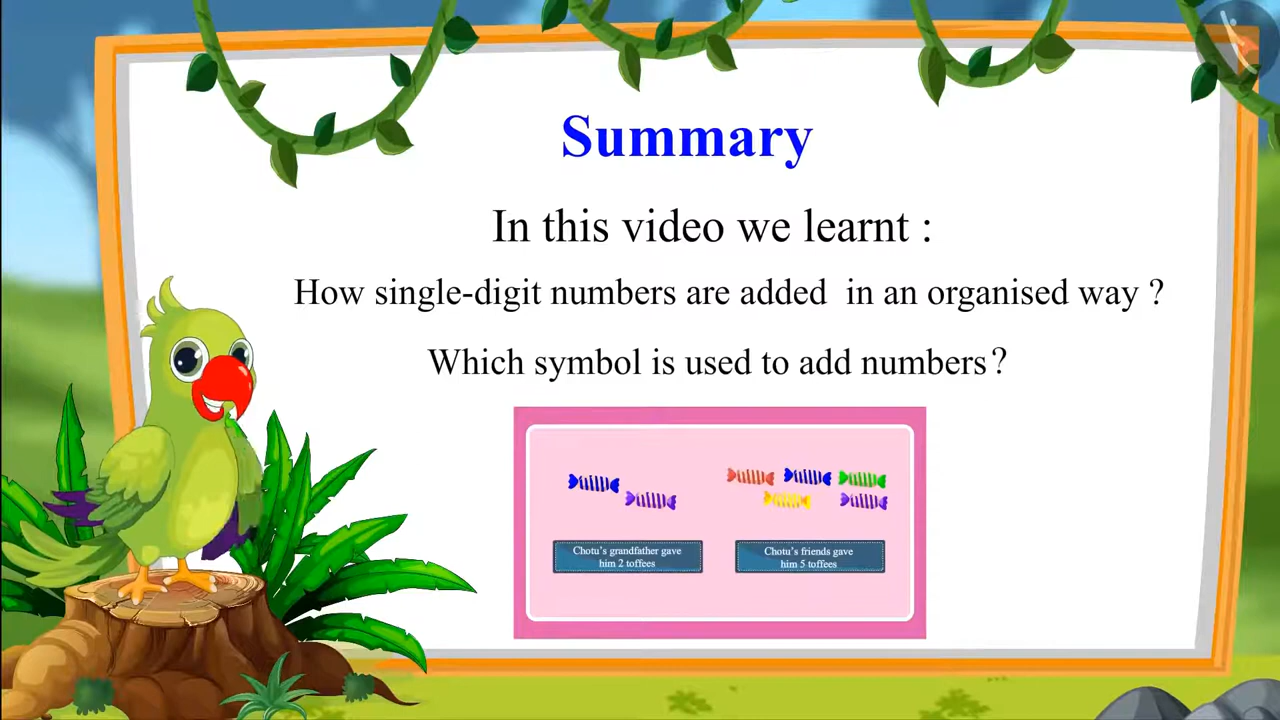 Summary
In this video we learnt :
How single-digit numbers are added in an organised way ?
Which symbol is used to add numbers?
Chotu's grandfather gave
him 2 toffees
Chotu's friends gave
him 5 toffees